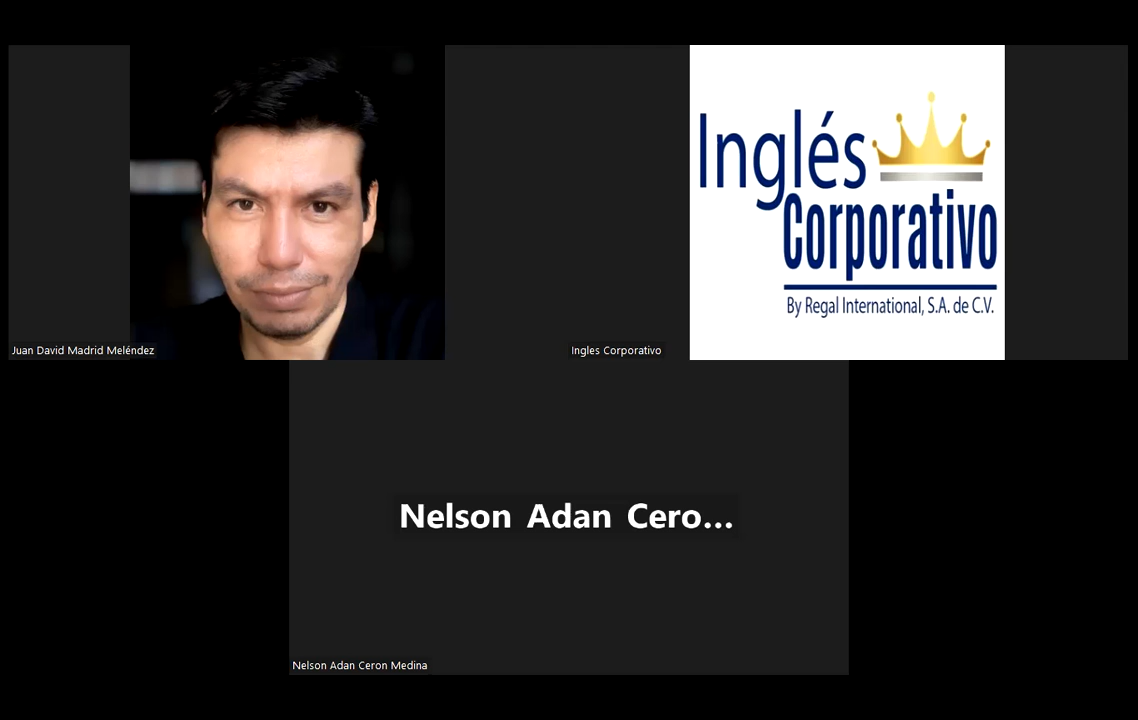 Inglés
Corporativo
By Regal International, S.A. de C.V.
Juan David Madrid Meléndez
Ingles Corporativo
Nelson Adan Cero...
Nelson Adan Ceron Medina